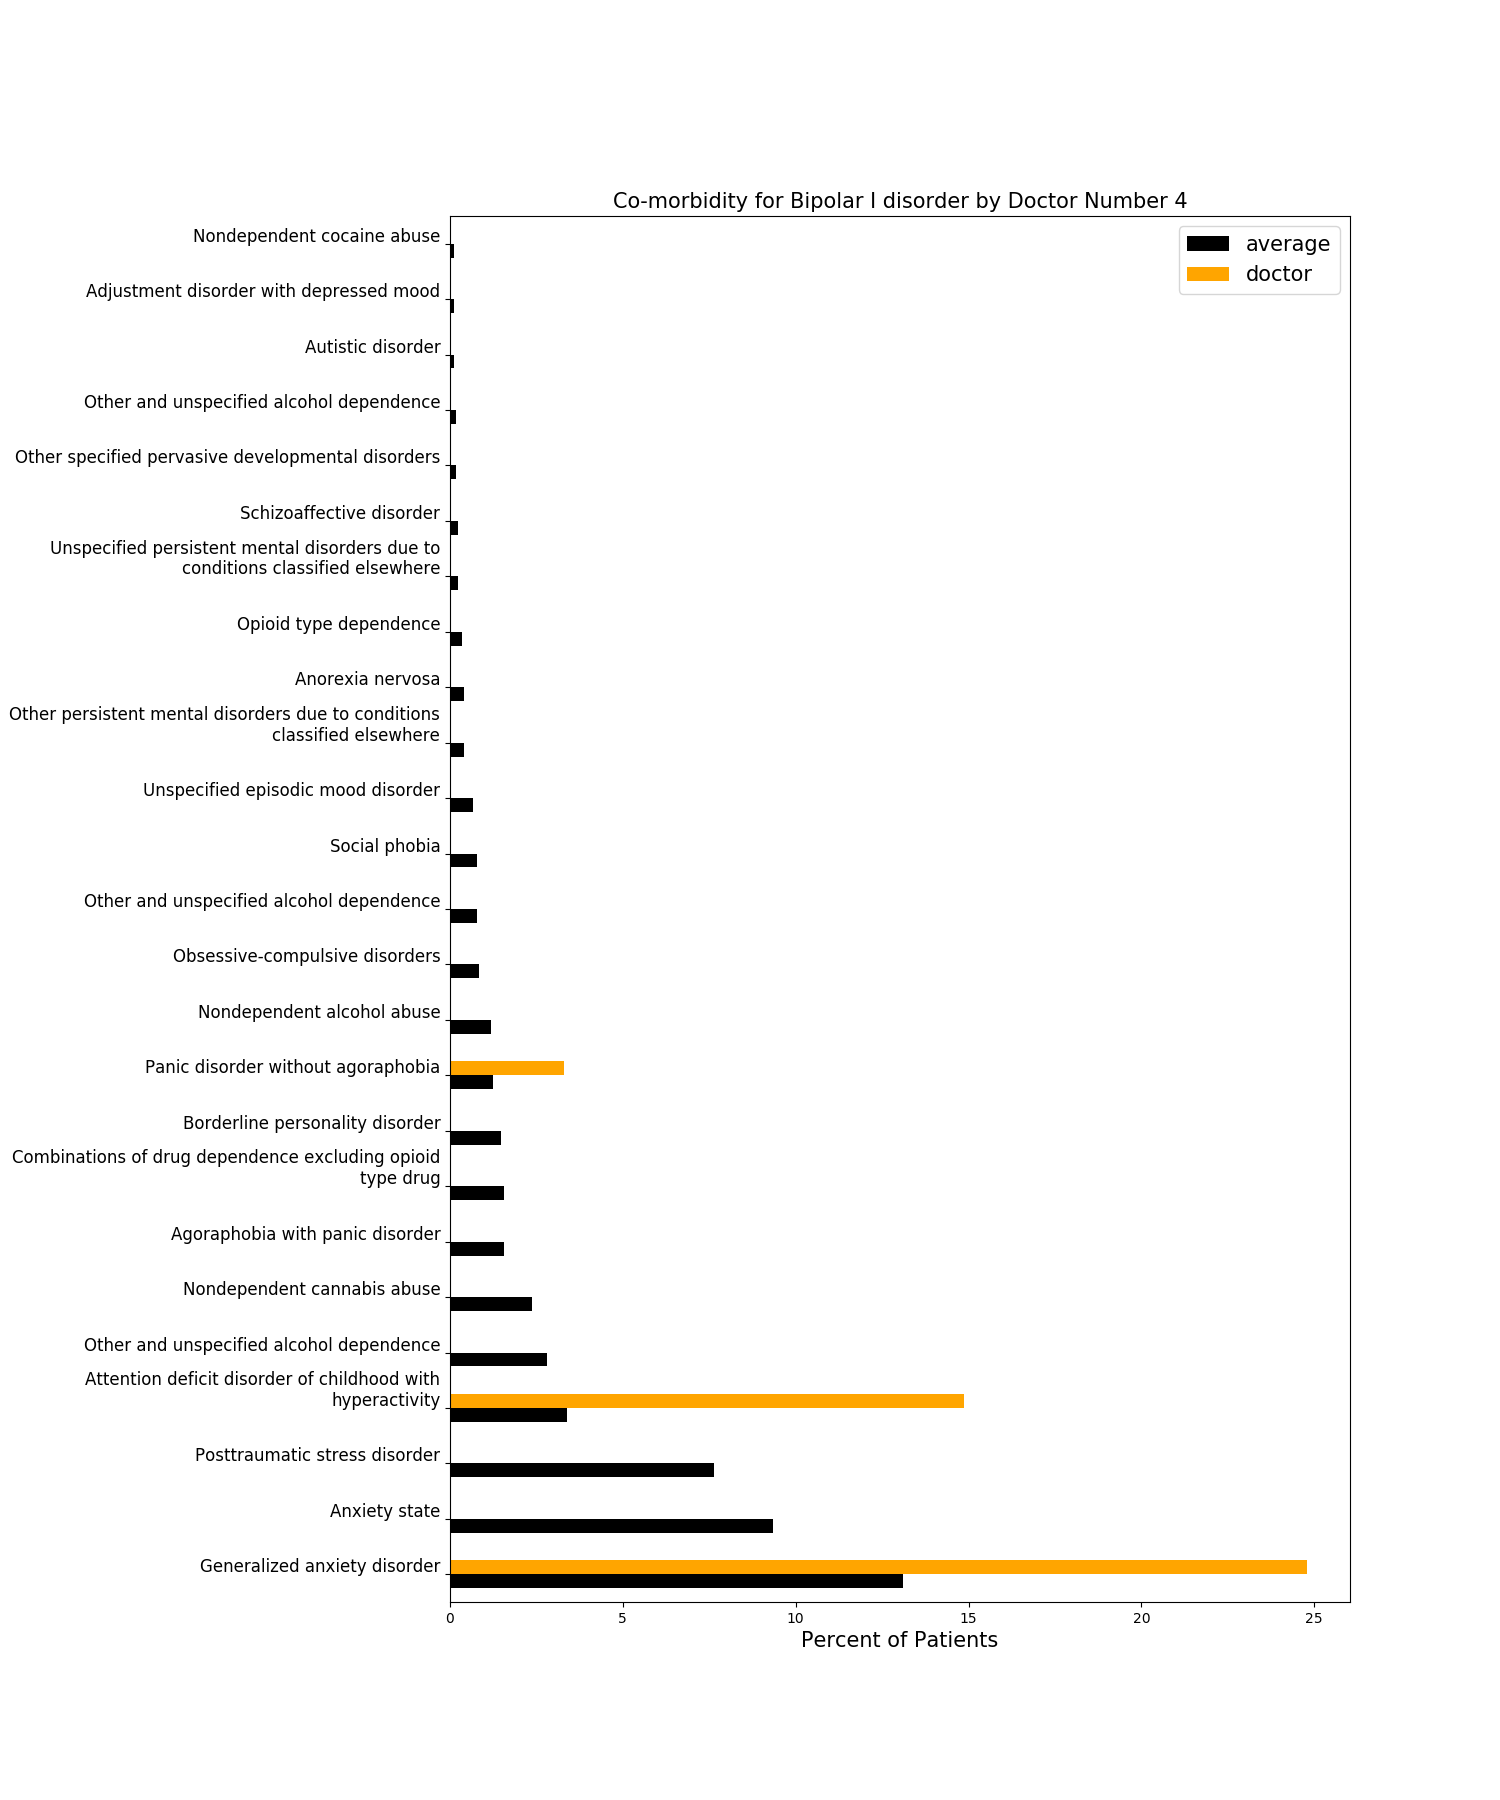 Co-morbidity for Bipolar I disorder by Doctor Number 4
average
doctor
Nondependent cocaine abuse
Adjustment disorder with depressed mood
Autistic disorder
Other and unspecified alcohol dependence
Other specified pervasive developmental disorders
Schizoaffective disorder
Unspecified persistent mental disorders due to
conditions classified elsewhere
Opioid type dependence
Anorexia nervosa
Other persistent mental disorders due to conditions
classified elsewhere
Unspecified episodic mood disorder
Social phobia
Other and unspecified alcohol dependence
Obsessive-compulsive disorders
Nondependent alcohol abuse
Panic disorder without agoraphobia
Borderline personality disorder
Combinations of drug dependence excluding opioid
type drug
Agoraphobia with panic disorder
Nondependent cannabis abuse
Other and unspecified alcohol dependence
Attention deficit disorder of childhood with
hyperactivity
Posttraumatic stress disorder
Anxiety state
Generalized anxiety disorder
0 5 10 15 20 25
Percent of Patients